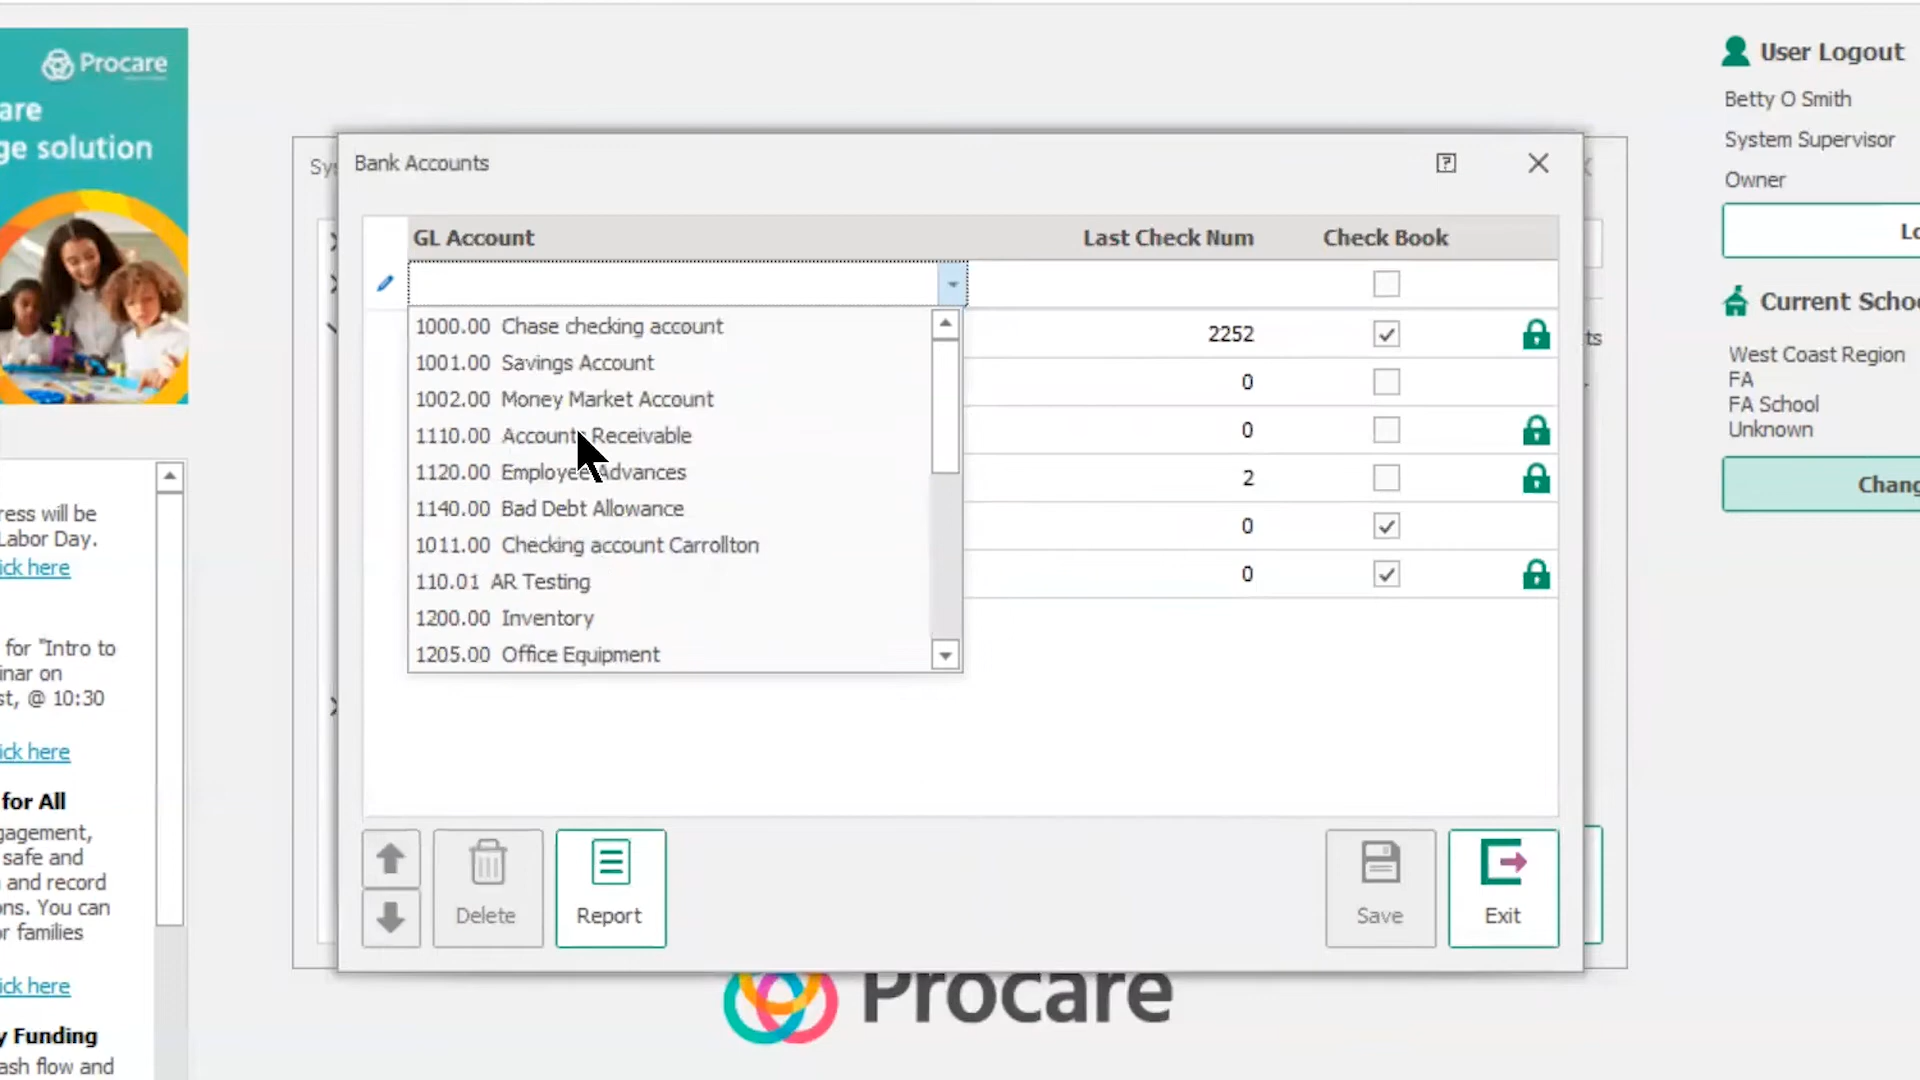 Procare
are
ge solution
User Logout
Betty O Smith
System Supervisor
Owner
Lo
Current Schoo
West Coast Region
FA
FA School
Unknown
Chang
Sys
Bank Accounts
GL Account Last Check Num Check Book
1000.00 Chase checking account
1001.00 Savings Account
1002.00 Money Market Account
1110.00 Accounts Receivable
1120.00 Employee Advances
1140.00 Bad Debt Allowance
1011.00 Checking account Carrollton
110.01 AR Testing
1200.00 Inventory
1205.00 Office Equipment
2252
0
0
2
0
0
ts
Delete
Report
Save
Exit
ress will be
Labor Day.
ick here
for "Intro to
inar on
st, @ 10:30
ick here
for All
gagement,
safe and
and record
ons. You can
or families
ick here
y Funding
ash flow and
Procare